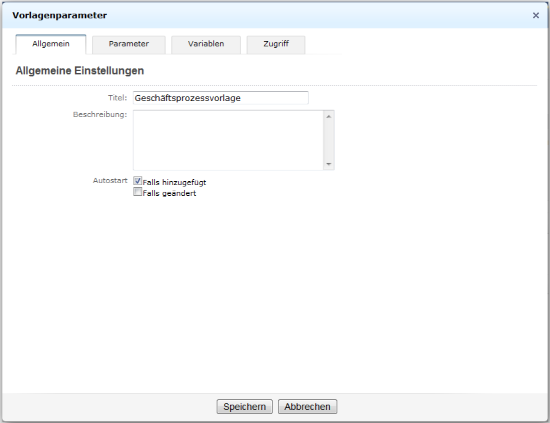 Vorlagenparameter
Allgemein Parameter Variablen Zugriff
Allgemeine Einstellungen
Titel: Geschäftsprozessvorlage
Beschreibung:
Autostart Falls hinzugefügt
Falls geändert
Speichern Abbrechen